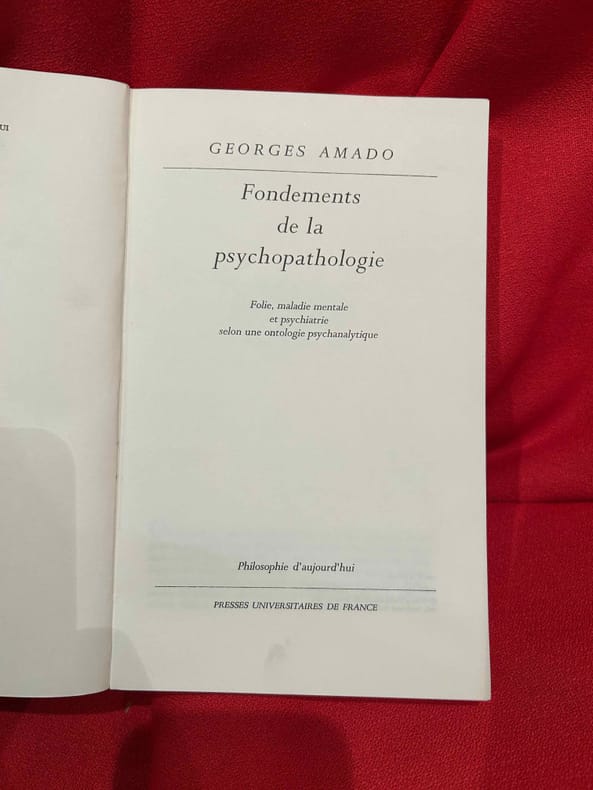 UI
GEORGES AMADO
Fondements
de la
psychopathologie
Folie, maladie mentale
et psychiatrie
selon une ontologie psychanalytique
Philosophie d'aujourd'hui
PRESSES UNIVERSITAIRES DE FRANCE